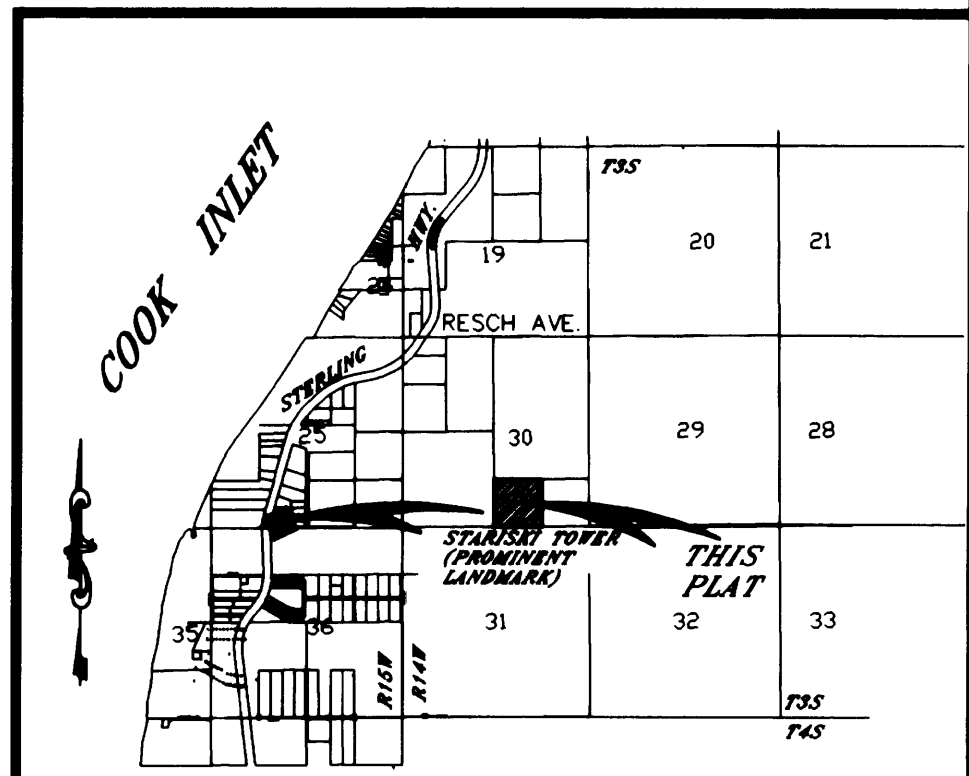 COOK INLET
T3S
HWY.
19
20
21
24
RESCH AVE.
STERLING
25
30
29
28
STARISKI TOWER
(PROMINENT
LANDMARK)
THIS
PLAT
35
36
31
32
33
R15W
R14W
T3S
T4S